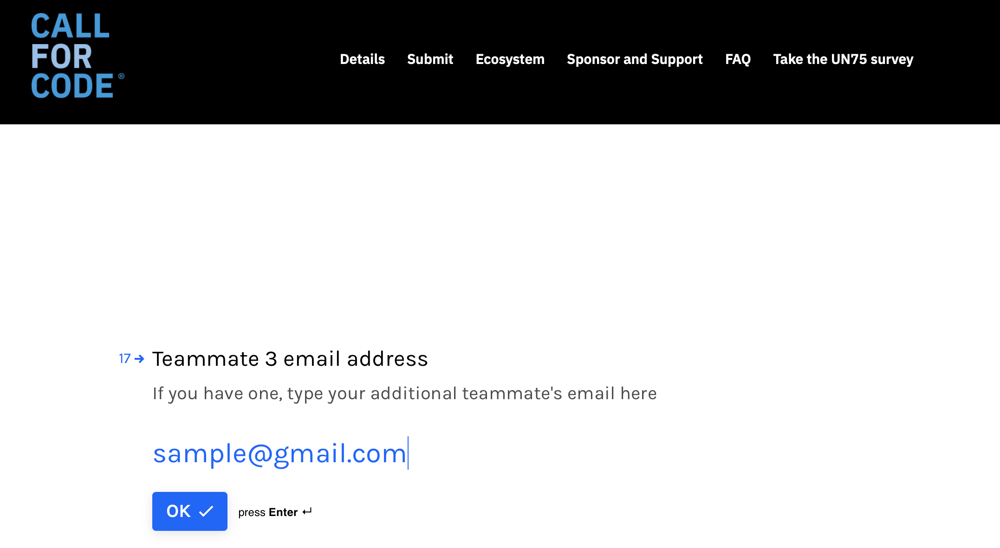 CALL
FOR
CODE ®
Details Submit Ecosystem Sponsor and Support FAQ Take the UN75 survey
17 → Teammate 3 email address
If you have one, type your additional teammate's email here
sample@gmail.com
OK ✓ press Enter ↵